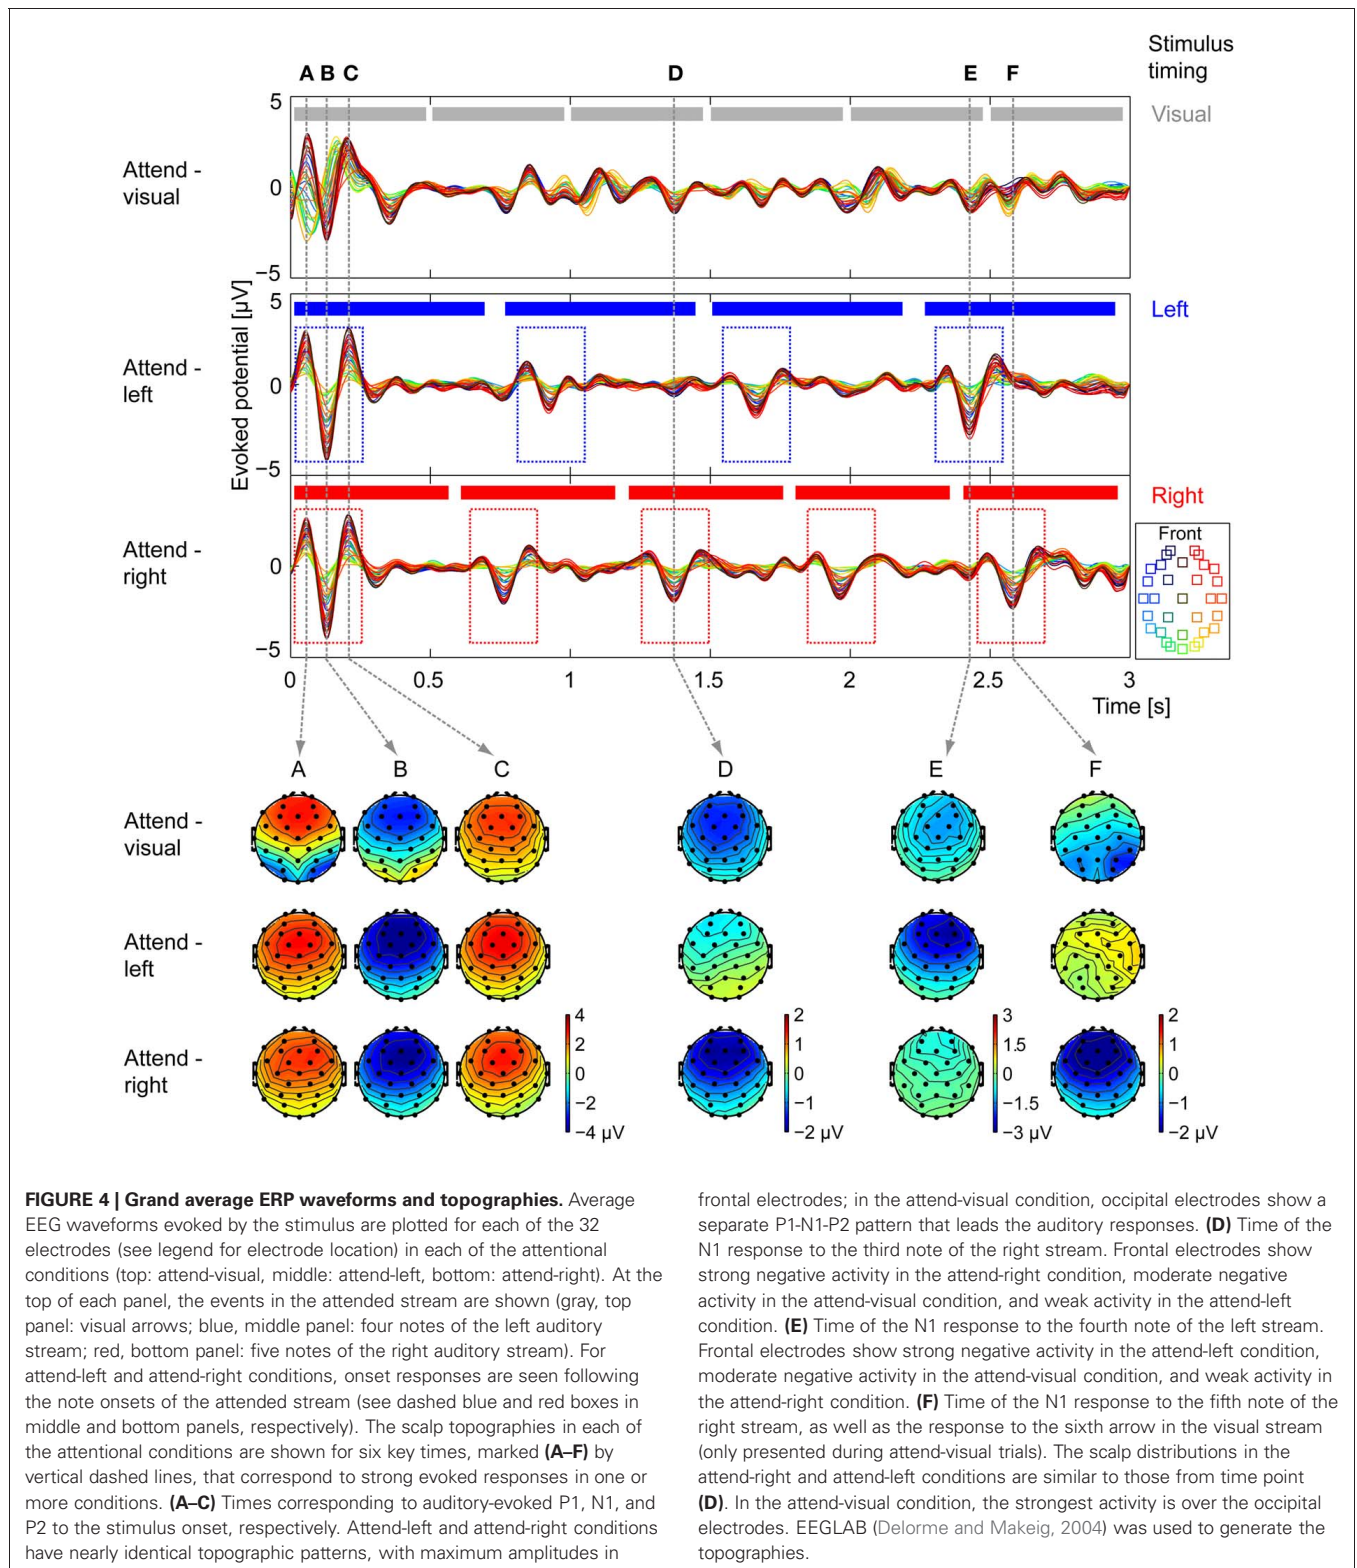 Stimulus
timing
A B C D E F
5
Visual
Attend -
visual
0
−5
5
Left
Attend -
left
0
−5
Evoked potential [µV]
Right
Attend -
right
0
−5
Front
0 0.5 1 1.5 2 2.5 3
Time [s]
A B C D E F
Attend -
visual
Attend -
left
Attend -
right
4
2
0
−2
−4 µV
2
1
0
−1
−2 µV
3
1.5
0
−1.5
−3 µV
2
1
0
−1
−2 µV
FIGURE 4 | Grand average ERP waveforms and topographies. Average
EEG waveforms evoked by the stimulus are plotted for each of the 32
electrodes (see legend for electrode location) in each of the attentional
conditions (top: attend-visual, middle: attend-left, bottom: attend-right). At the
top of each panel, the events in the attended stream are shown (gray, top
panel: visual arrows; blue, middle panel: four notes of the left auditory
stream; red, bottom panel: five notes of the right auditory stream). For
attend-left and attend-right conditions, onset responses are seen following
the note onsets of the attended stream (see dashed blue and red boxes in
middle and bottom panels, respectively). The scalp topographies in each of
the attentional conditions are shown for six key times, marked (A–F) by
vertical dashed lines, that correspond to strong evoked responses in one or
more conditions. (A–C) Times corresponding to auditory-evoked P1, N1, and
P2 to the stimulus onset, respectively. Attend-left and attend-right conditions
have nearly identical topographic patterns, with maximum amplitudes in
frontal electrodes; in the attend-visual condition, occipital electrodes show a
separate P1-N1-P2 pattern that leads the auditory responses. (D) Time of the
N1 response to the third note of the right stream. Frontal electrodes show
strong negative activity in the attend-right condition, moderate negative
activity in the attend-visual condition, and weak activity in the attend-left
condition. (E) Time of the N1 response to the fourth note of the left stream.
Frontal electrodes show strong negative activity in the attend-left condition,
moderate negative activity in the attend-visual condition, and weak activity in
the attend-right condition. (F) Time of the N1 response to the fifth note of the
right stream, as well as the response to the sixth arrow in the visual stream
(only presented during attend-visual trials). The scalp distributions in the
attend-right and attend-left conditions are similar to those from time point
(D). In the attend-visual condition, the strongest activity is over the occipital
electrodes. EEGLAB (Delorme and Makeig, 2004) was used to generate the
topographies.